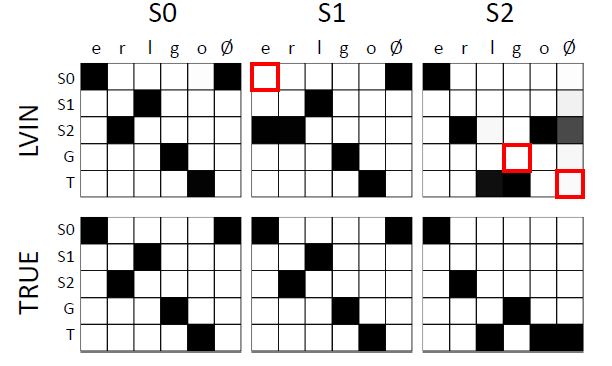 S0 S1 S2
e r l g o Ø e r l g o Ø e r l g o Ø
LVIN
S0
S1
S2
G
T
TRUE
S0
S1
S2
G
T